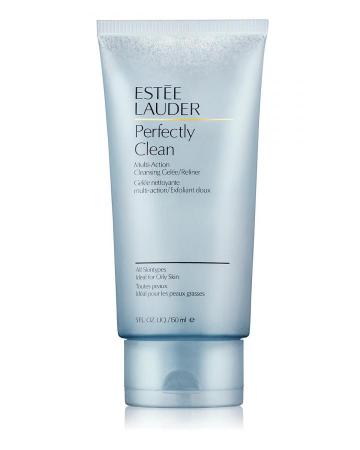 ESTÉE
LAUDER
Perfectly
Clean
Multi-Action
Cleansing Gelée/Refiner
Gelée nettoyante
multi-action/Exfoliant doux
All Skintypes
Ideal for Oily Skin
Toutes peaux
Idéal pour les peaux grasses
5 FL.OZ. LIQ./150 ml ℮